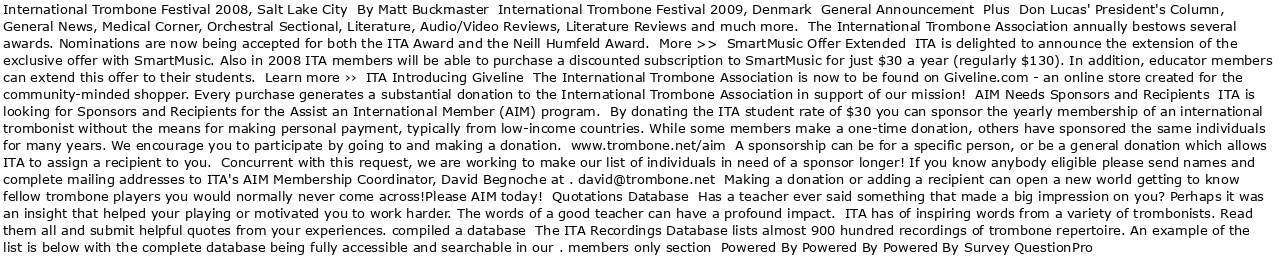 International Trombone Festival 2008, Salt Lake City  By Matt Buckmaster  International Trombone Festival 2009, Denmark  General Announcement  Plus  Don Lucas' President's Column,
General News, Medical Corner, Orchestral Sectional, Literature, Audio/Video Reviews, Literature Reviews and much more.  The International Trombone Association annually bestows several
awards. Nominations are now being accepted for both the ITA Award and the Neill Humfeld Award.  More >>  SmartMusic Offer Extended  ITA is delighted to announce the extension of the
exclusive offer with SmartMusic. Also in 2008 ITA members will be able to purchase a discounted subscription to SmartMusic for just $30 a year (regularly $130). In addition, educator members
can extend this offer to their students.  Learn more ››  ITA Introducing Giveline  The International Trombone Association is now to be found on Giveline.com - an online store created for the
community-minded shopper. Every purchase generates a substantial donation to the International Trombone Association in support of our mission!  AIM Needs Sponsors and Recipients  ITA is
looking for Sponsors and Recipients for the Assist an International Member (AIM) program.  By donating the ITA student rate of $30 you can sponsor the yearly membership of an international
trombonist without the means for making personal payment, typically from low-income countries. While some members make a one-time donation, others have sponsored the same individuals
for many years. We encourage you to participate by going to and making a donation.  www.trombone.net/aim  A sponsorship can be for a specific person, or be a general donation which allows
ITA to assign a recipient to you.  Concurrent with this request, we are working to make our list of individuals in need of a sponsor longer! If you know anybody eligible please send names and
complete mailing addresses to ITA's AIM Membership Coordinator, David Begnoche at . david@trombone.net  Making a donation or adding a recipient can open a new world getting to know
fellow trombone players you would normally never come across!Please AIM today!  Quotations Database  Has a teacher ever said something that made a big impression on you? Perhaps it was
an insight that helped your playing or motivated you to work harder. The words of a good teacher can have a profound impact.  ITA has of inspiring words from a variety of trombonists. Read
them all and submit helpful quotes from your experiences. compiled a database  The ITA Recordings Database lists almost 900 hundred recordings of trombone repertoire. An example of the
list is below with the complete database being fully accessible and searchable in our . members only section  Powered By Powered By Powered By Survey QuestionPro